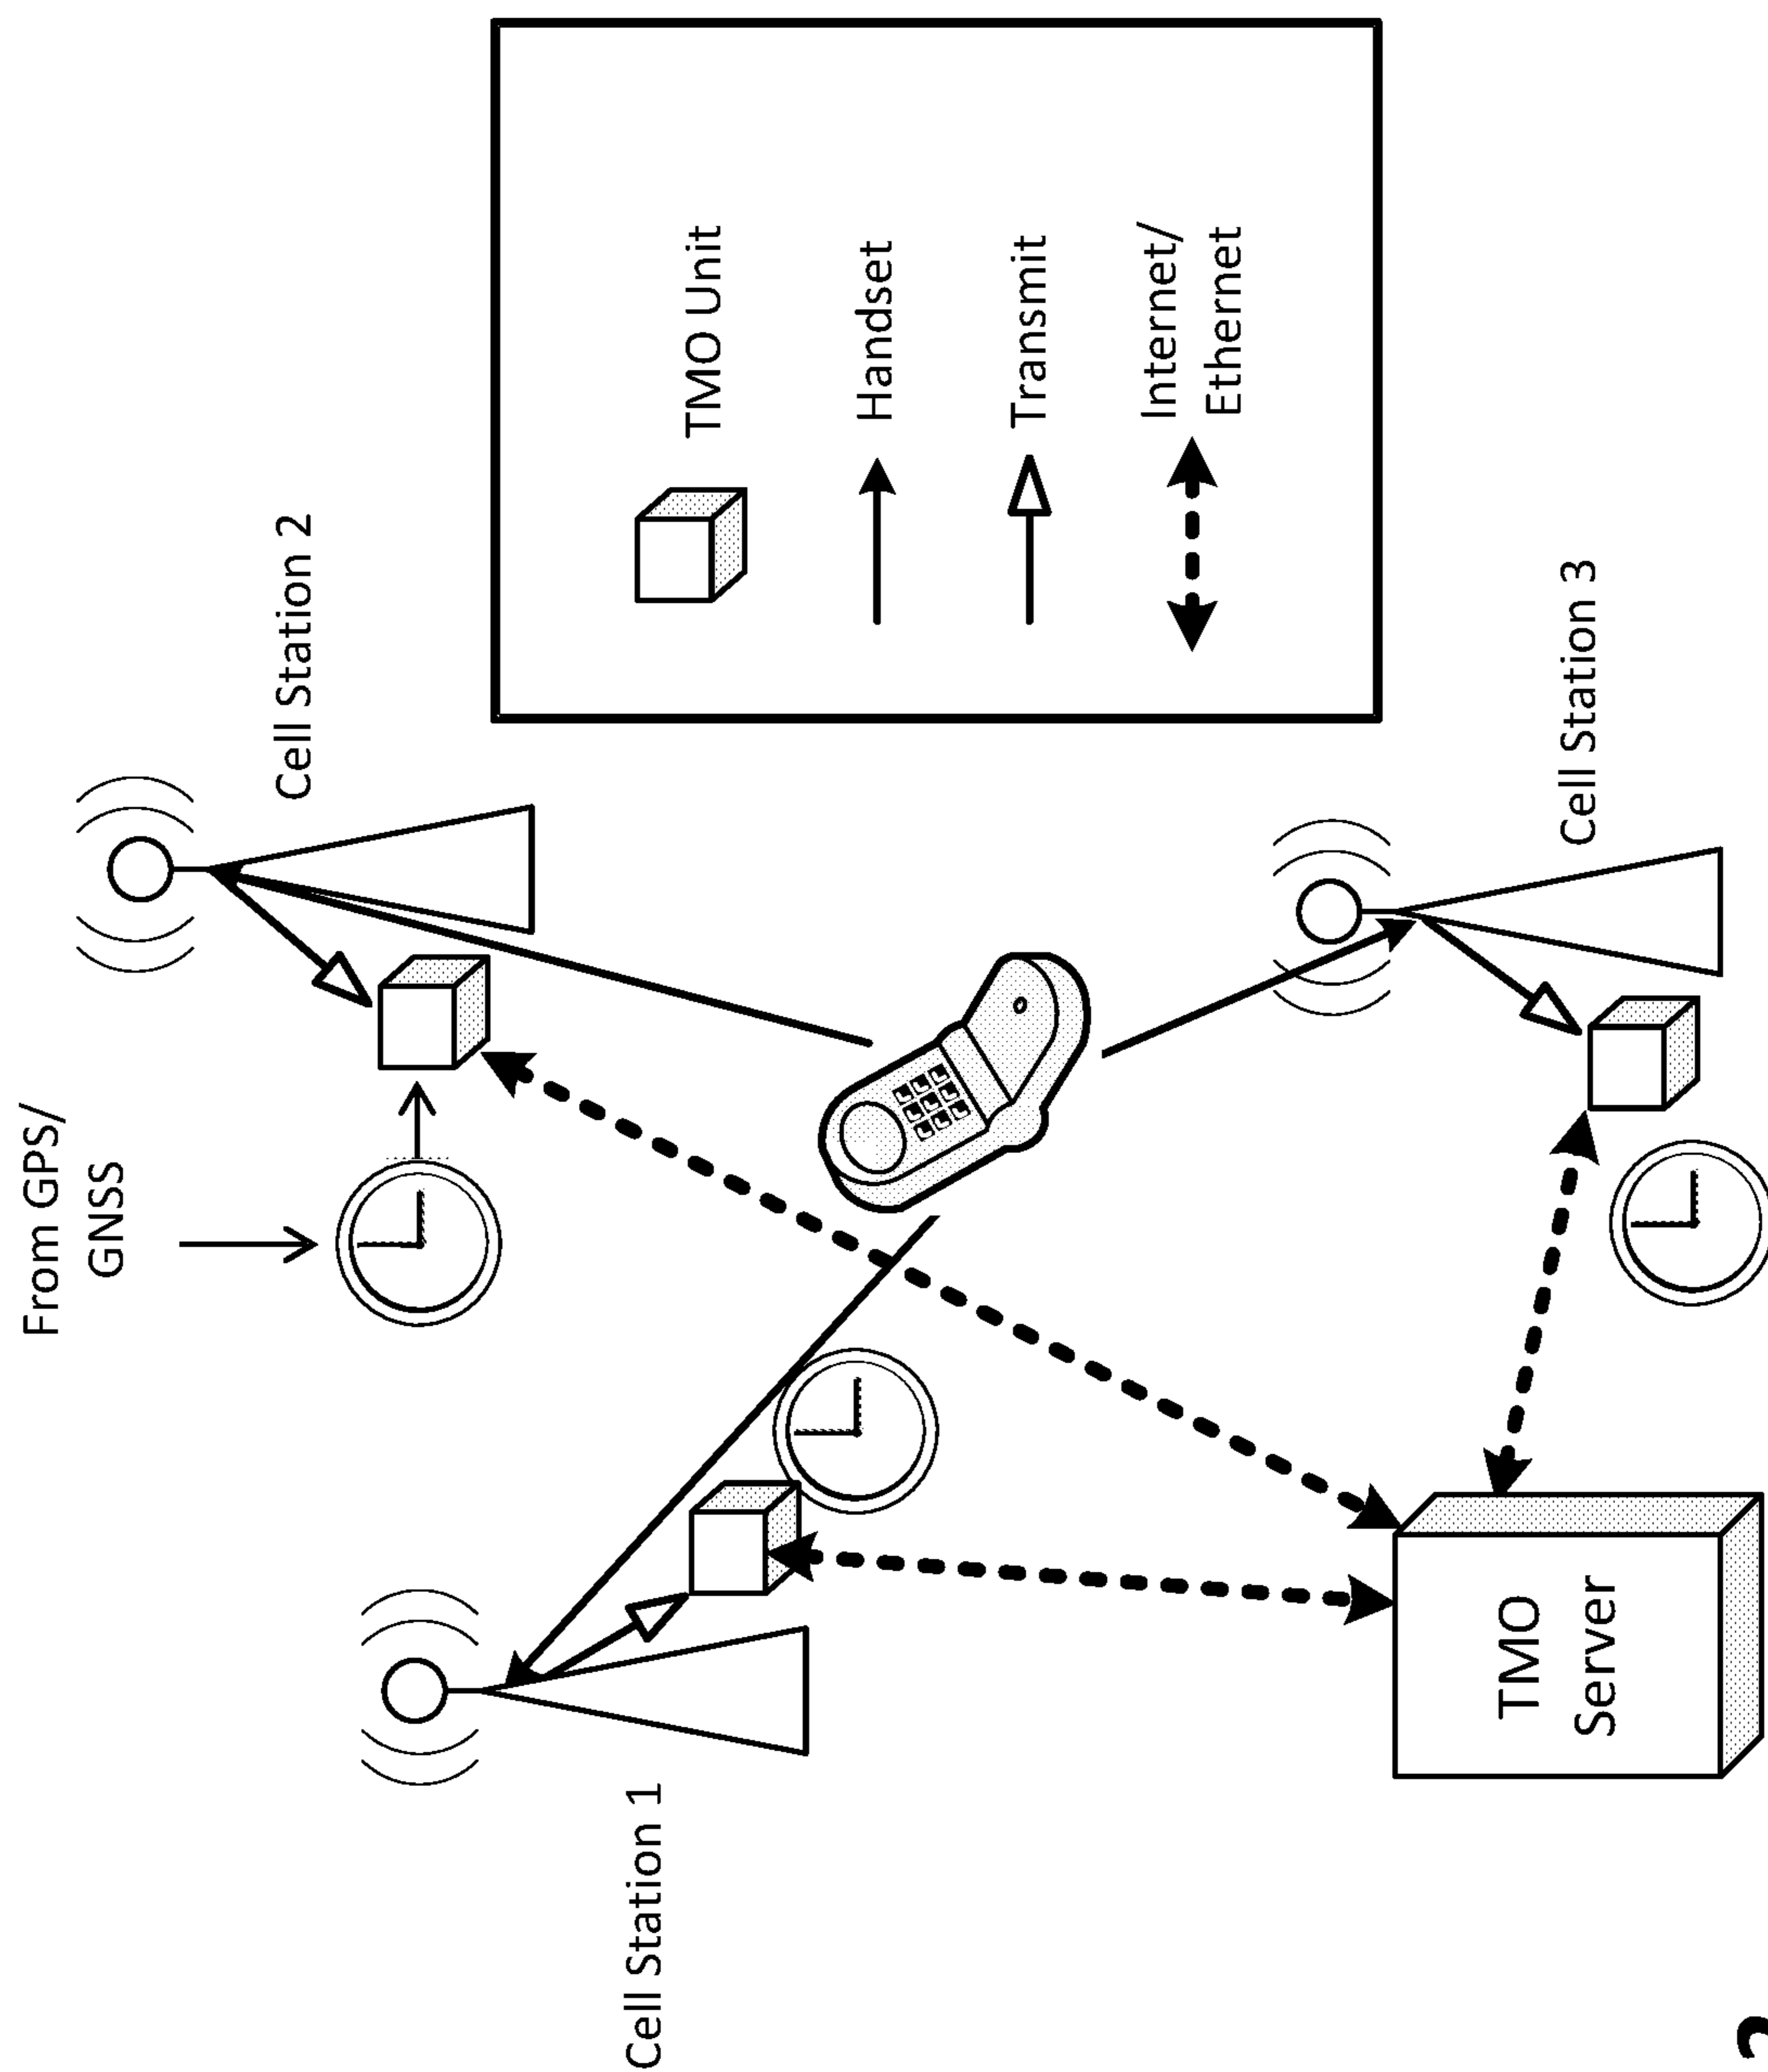 From GPS/
GNSS
Cell Station 2
Cell Station 1
TMO Unit
Handset
Transmit
Internet/
Ethernet
TMO
Server
Cell Station 3